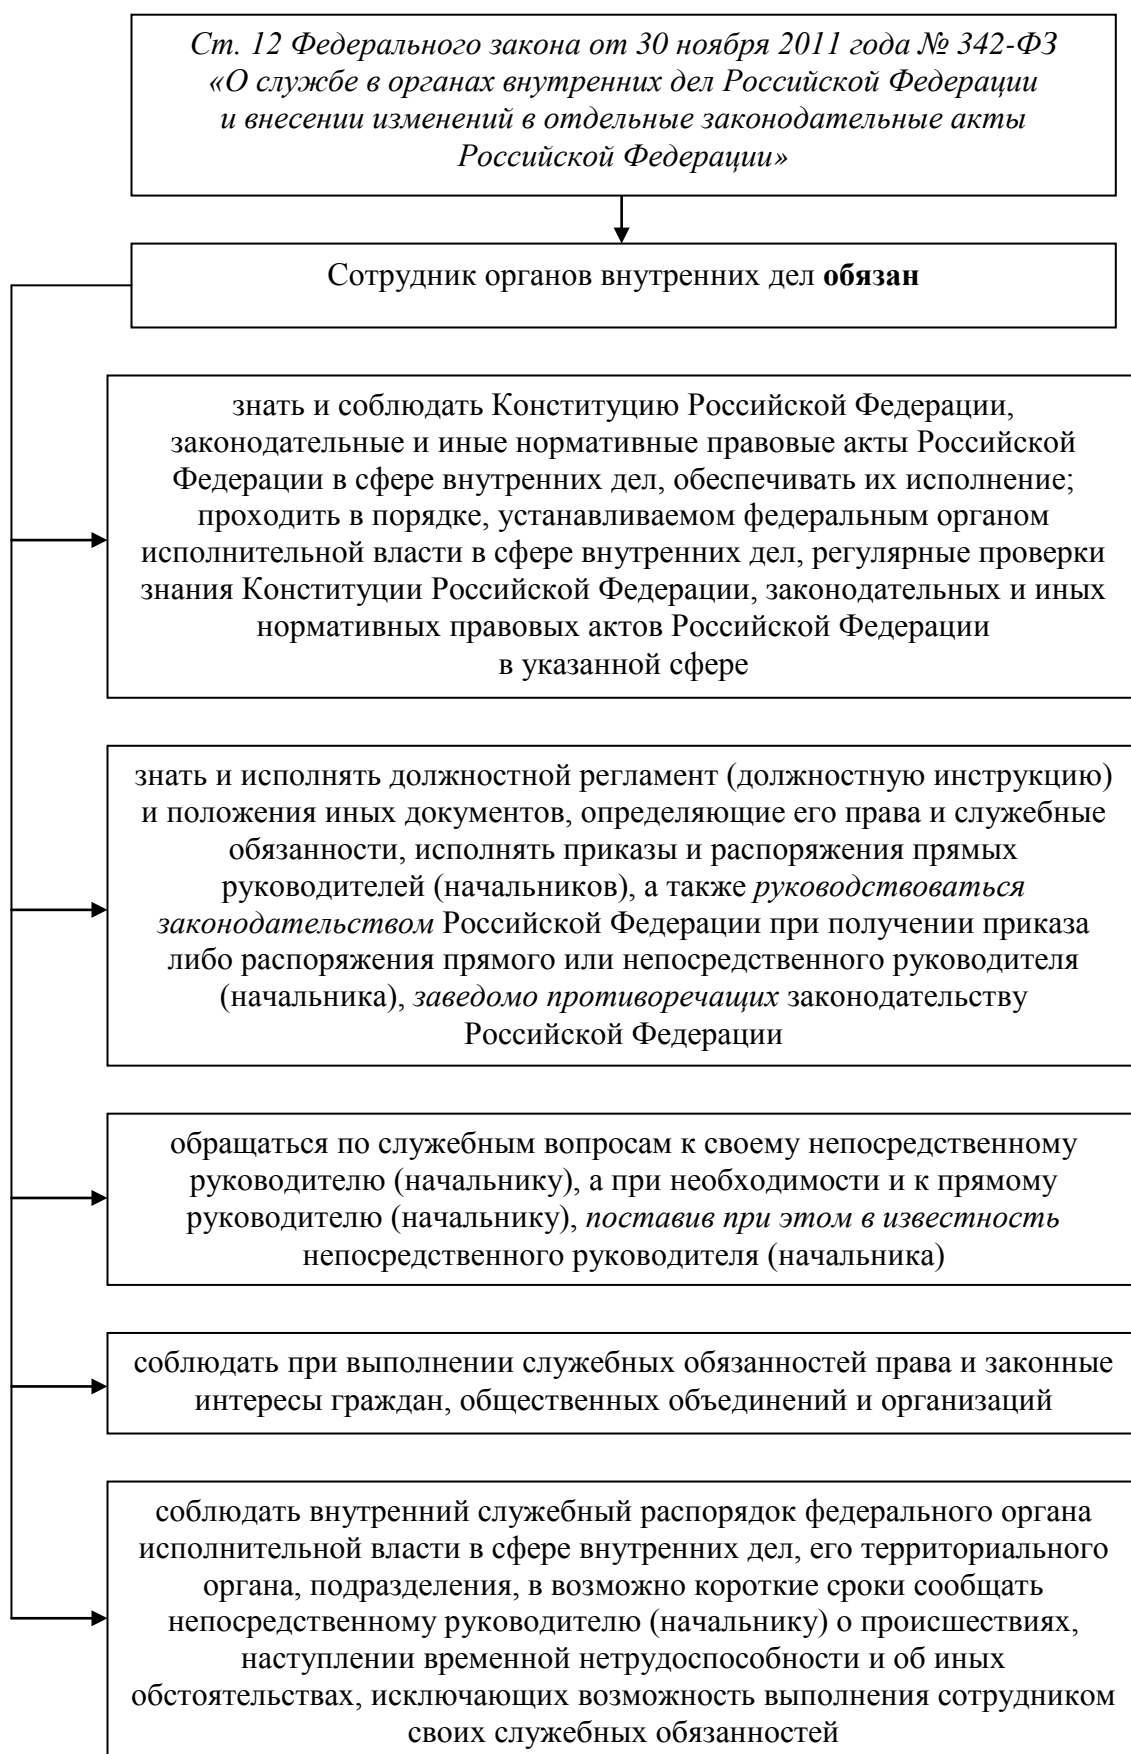 Ст. 12 Федерального закона от 30 ноября 2011 года № 342-ФЗ
«О службе в органах внутренних дел Российской Федерации
и внесении изменений в отдельные законодательные акты
Российской Федерации»
Сотрудник органов внутренних дел обязан
знать и соблюдать Конституцию Российской Федерации,
законодательные и иные нормативные правовые акты Российской
Федерации в сфере внутренних дел, обеспечивать их исполнение;
проходить в порядке, устанавливаемом федеральным органом
исполнительной власти в сфере внутренних дел, регулярные проверки
знания Конституции Российской Федерации, законодательных и иных
нормативных правовых актов Российской Федерации
в указанной сфере
знать и исполнять должностной регламент (должностную инструкцию)
и положения иных документов, определяющие его права и служебные
обязанности, исполнять приказы и распоряжения прямых
руководителей (начальников), а также руководствоваться
законодательством Российской Федерации при получении приказа
либо распоряжения прямого или непосредственного руководителя
(начальника), заведомо противоречащих законодательству
Российской Федерации
обращаться по служебным вопросам к своему непосредственному
руководителю (начальнику), а при необходимости и к прямому
руководителю (начальнику), поставив при этом в известность
непосредственного руководителя (начальника)
соблюдать при выполнении служебных обязанностей права и законные
интересы граждан, общественных объединений и организаций
соблюдать внутренний служебный распорядок федерального органа
исполнительной власти в сфере внутренних дел, его территориального
органа, подразделения, в возможно короткие сроки сообщать
непосредственному руководителю (начальнику) о происшествиях,
наступлении временной нетрудоспособности и об иных
обстоятельствах, исключающих возможность выполнения сотрудником
своих служебных обязанностей